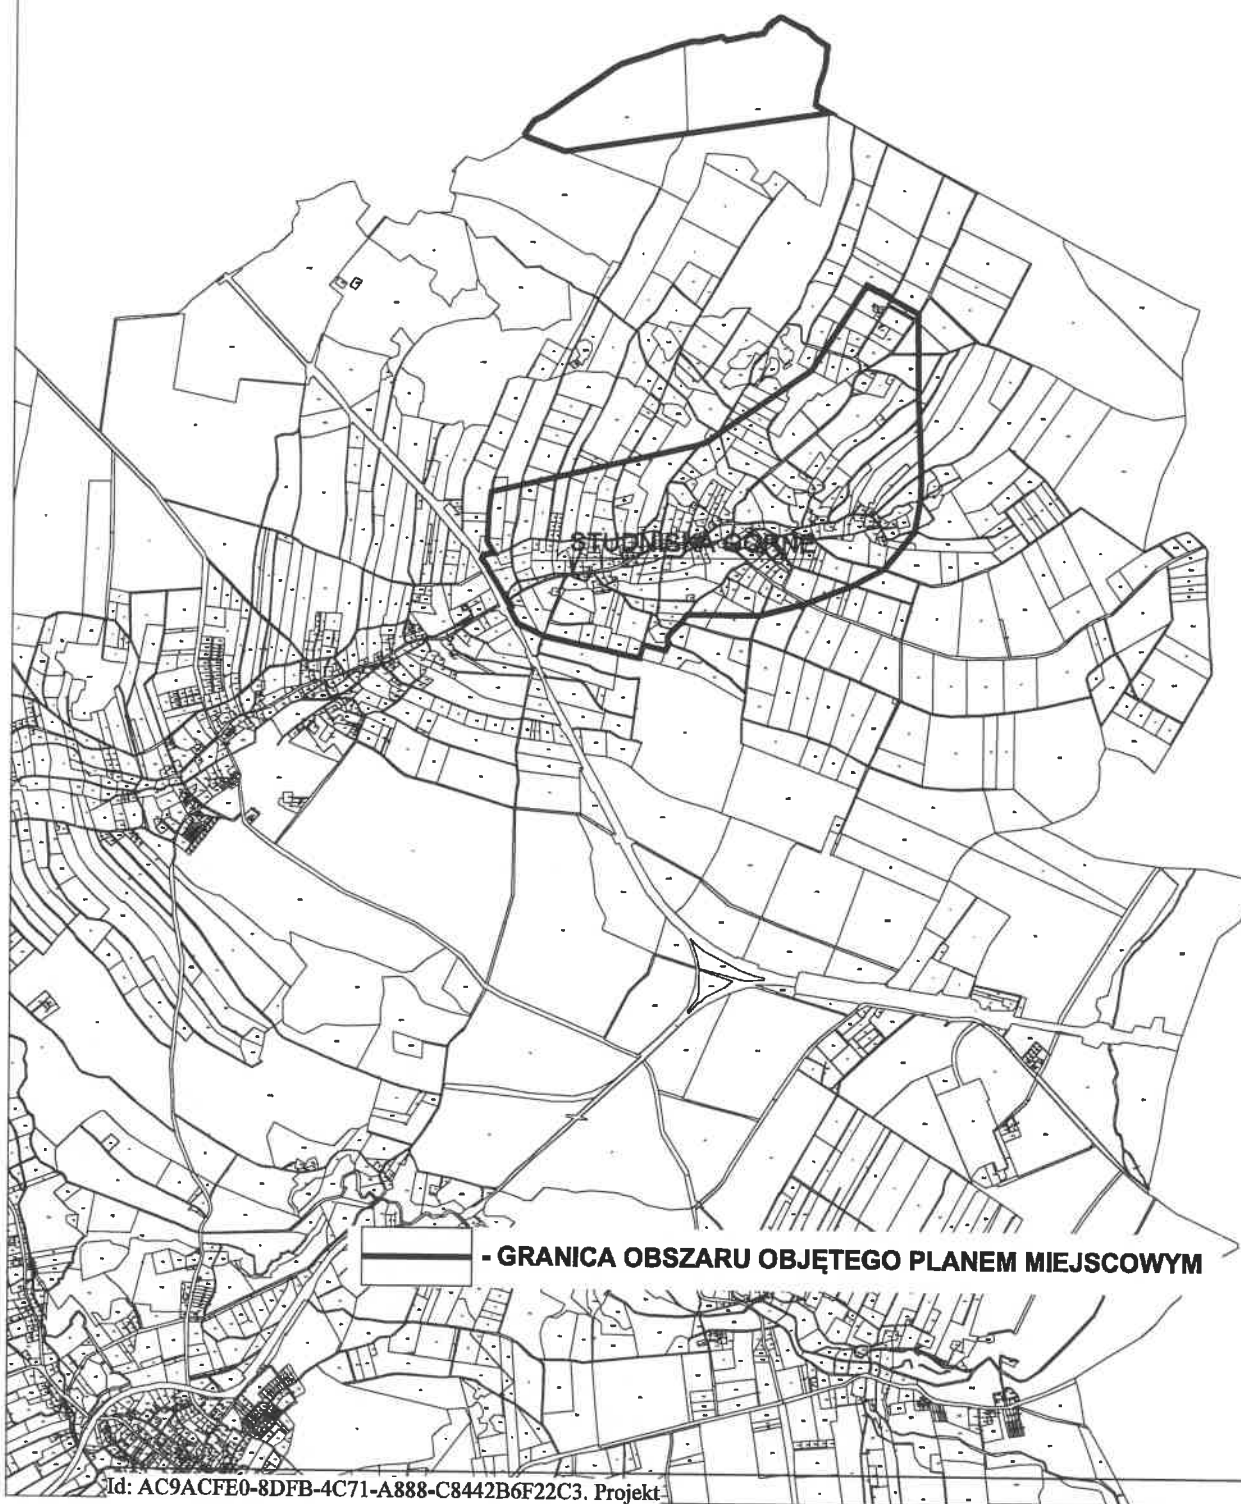 STUDNISKA GÓRNE
- GRANICA OBSZARU OBJĘTEGO PLANEM MIEJSCOWYM
Id: AC9ACFE0-8DFB-4C71-A888-C8442B6F22C3. Projekt